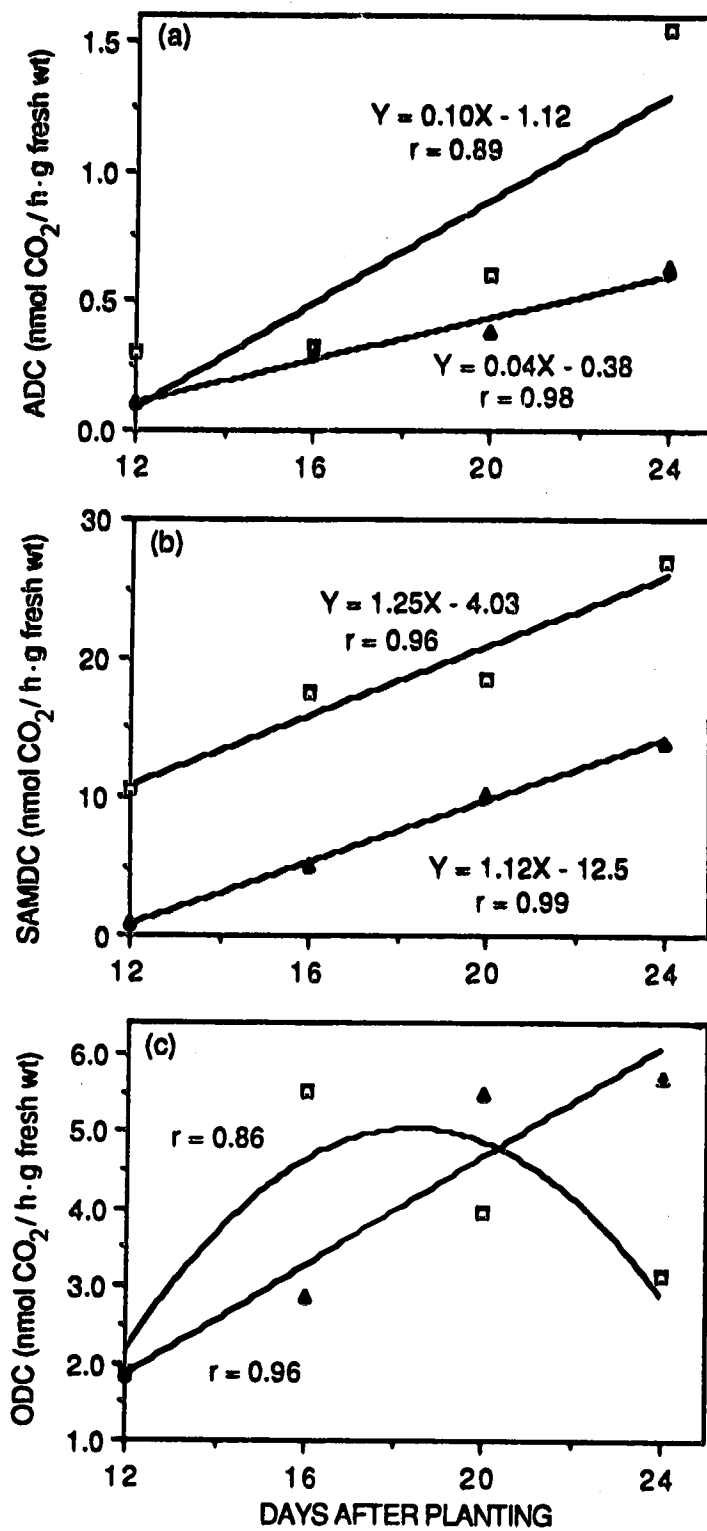 (a)
1.5
1.0
0.5
0.0
ADC (nmol CO2/ h·g fresh wt)
Y = 0.10X - 1.12
r = 0.89
Y = 0.04X - 0.38
r = 0.98
12 16 20 24
(b)
30
20
10
0
SAMDC (nmol CO2/ h·g fresh wt)
Y = 1.25X - 4.03
r = 0.96
Y = 1.12X - 12.5
r = 0.99
12 16 20 24
(c)
6.0
5.0
4.0
3.0
2.0
1.0
ODC (nmol CO2/ h·g fresh wt)
r = 0.86
r = 0.96
12 16 20 24
DAYS AFTER PLANTING